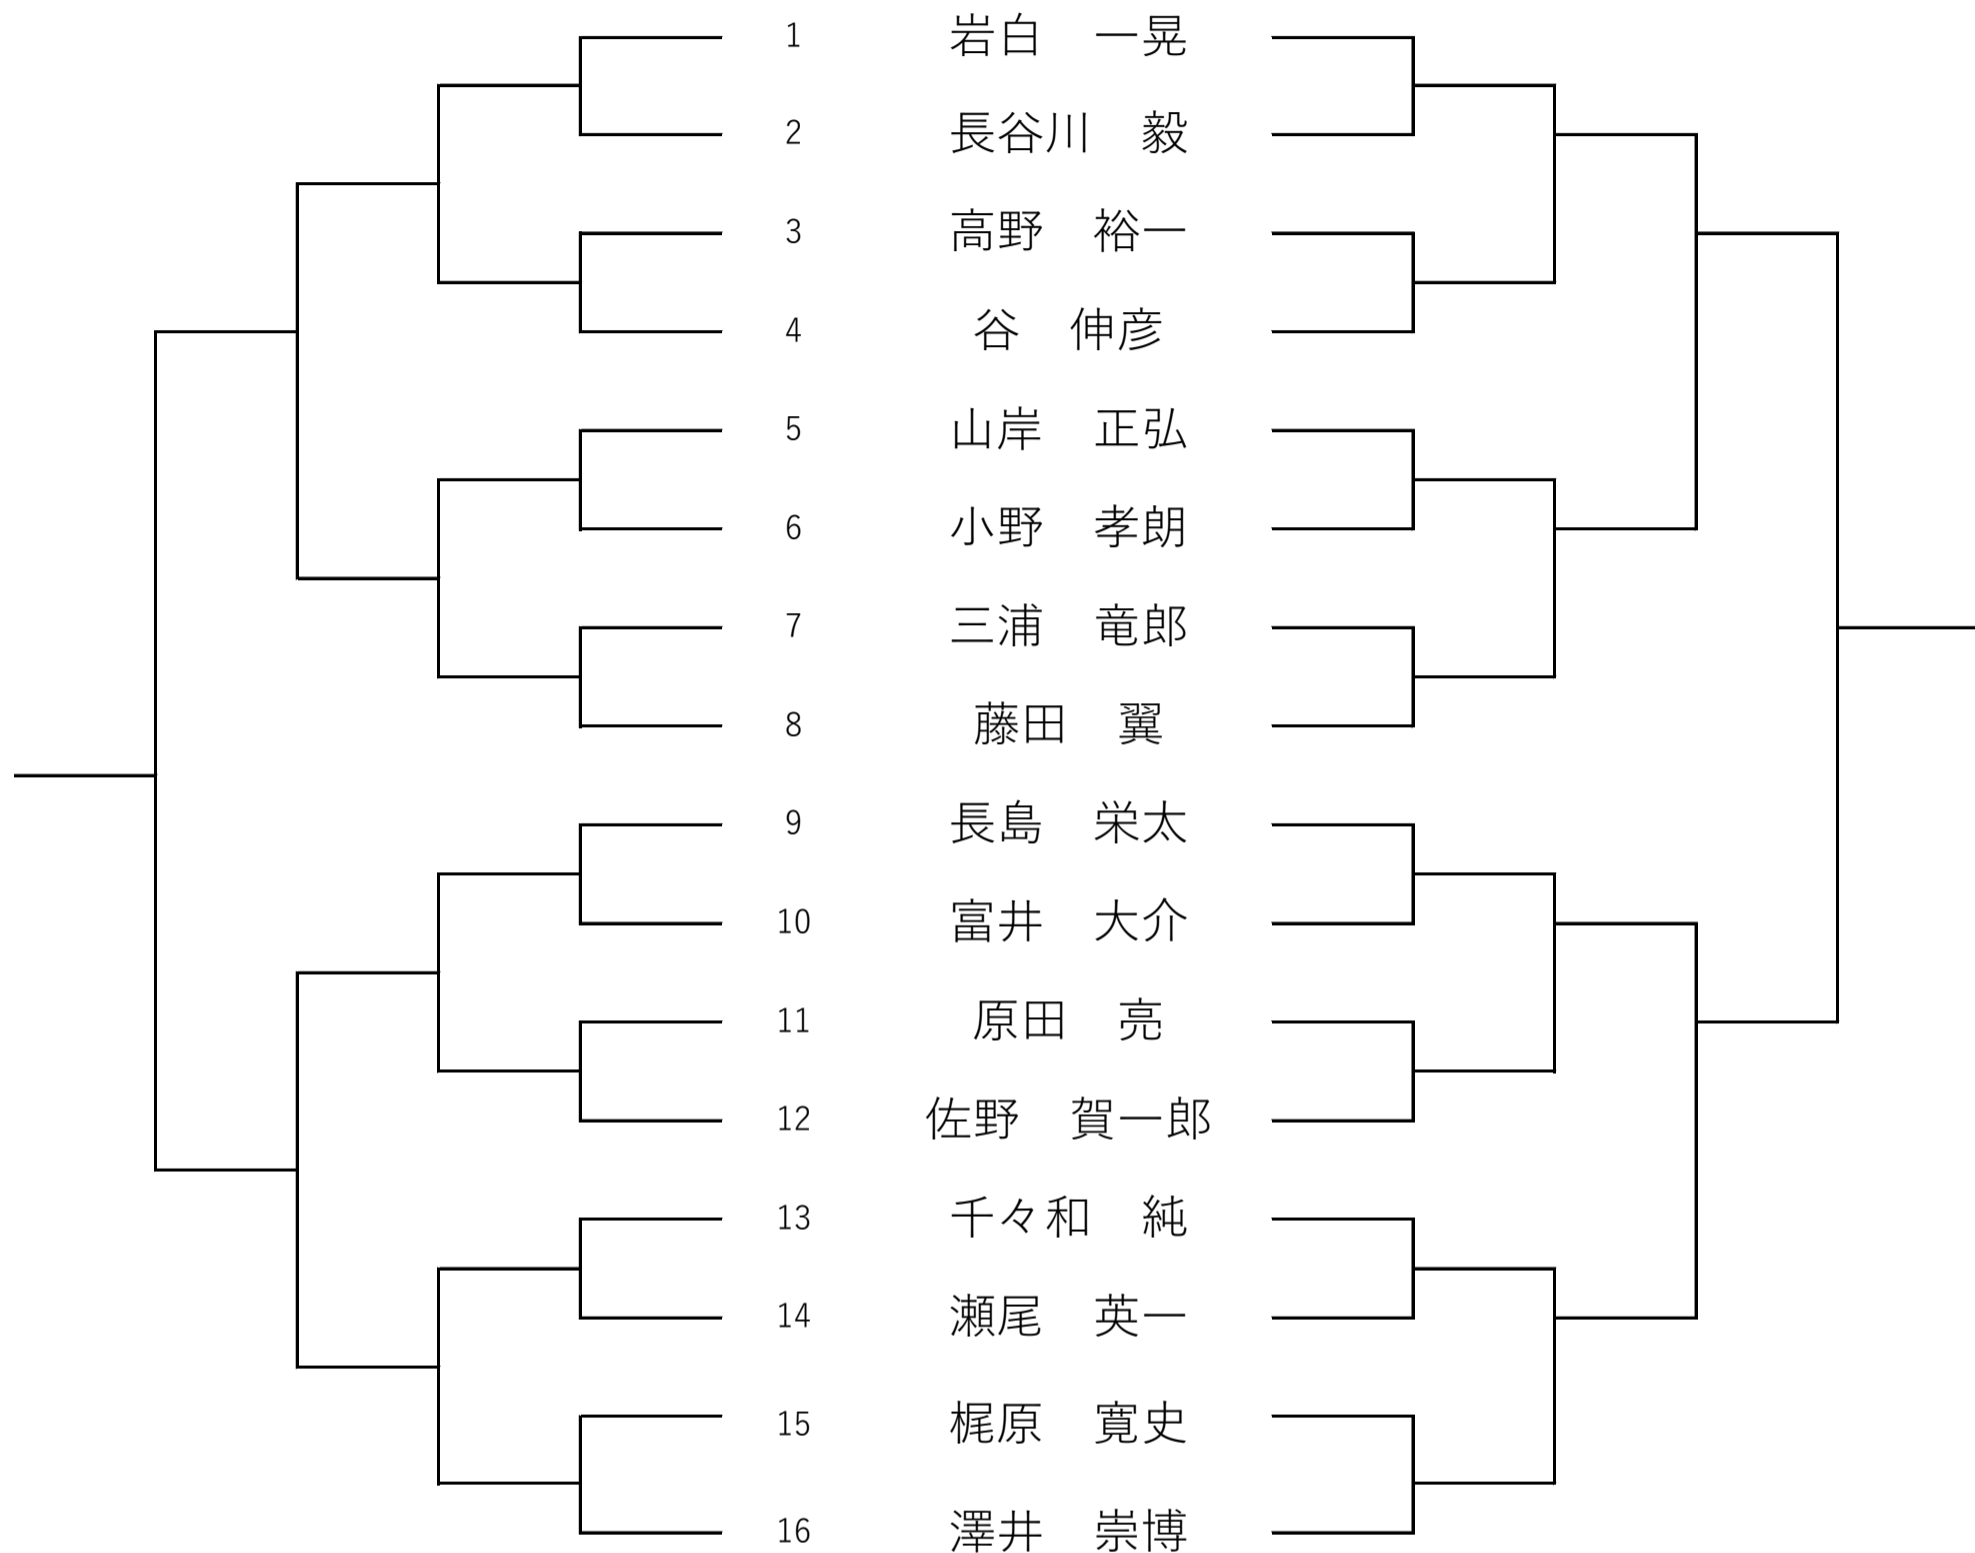 1 岩白 一晃
2 長谷川 毅
3 高野 裕一
4 谷 伸彦
5 山岸 正弘
6 小野 孝朗
7 三浦 竜郎
8 藤田 翼
9 長島 栄太
10 富井 大介
11 原田 亮
12 佐野 賀一郎
13 千々和 純
14 瀬尾 英一
15 梶原 寛史
16 澤井 崇博